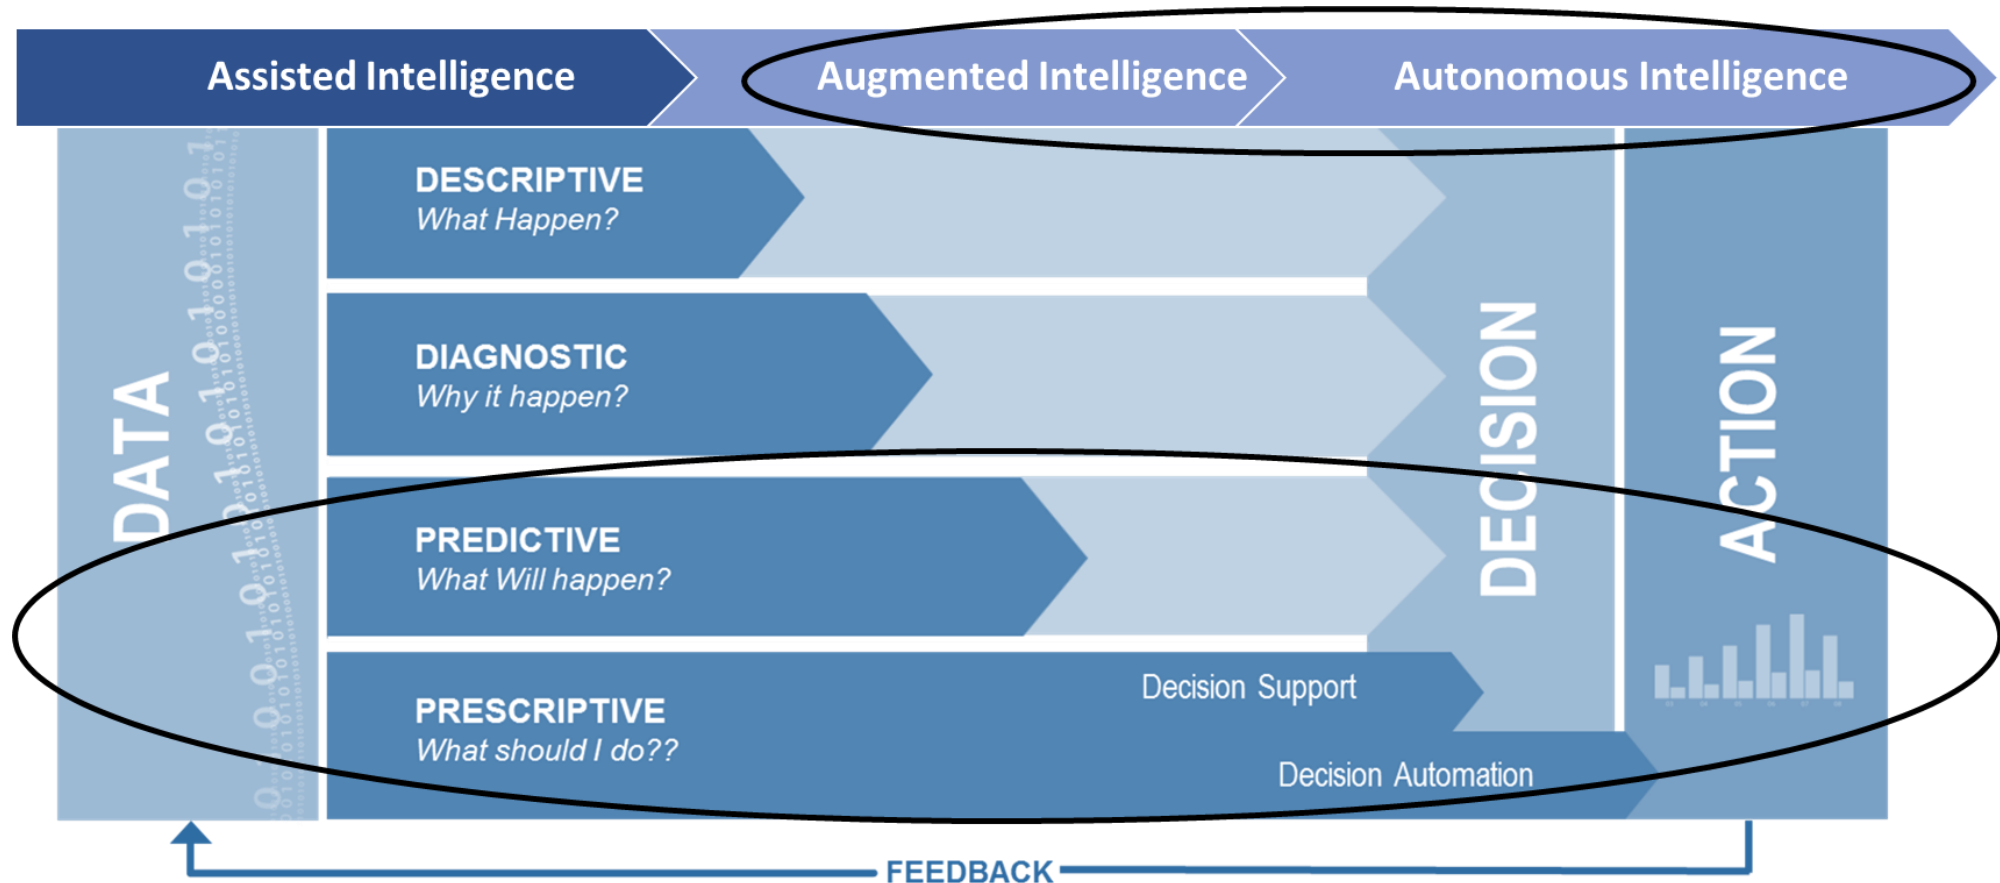 Assisted Intelligence
Augmented Intelligence
Autonomous Intelligence
DATA
DESCRIPTIVE
What Happen?
DIAGNOSTIC
Why it happen?
PREDICTIVE
What Will happen?
PRESCRIPTIVE
What should I do??
Decision Support
Decision Automation
DECISION
ACTION
FEEDBACK